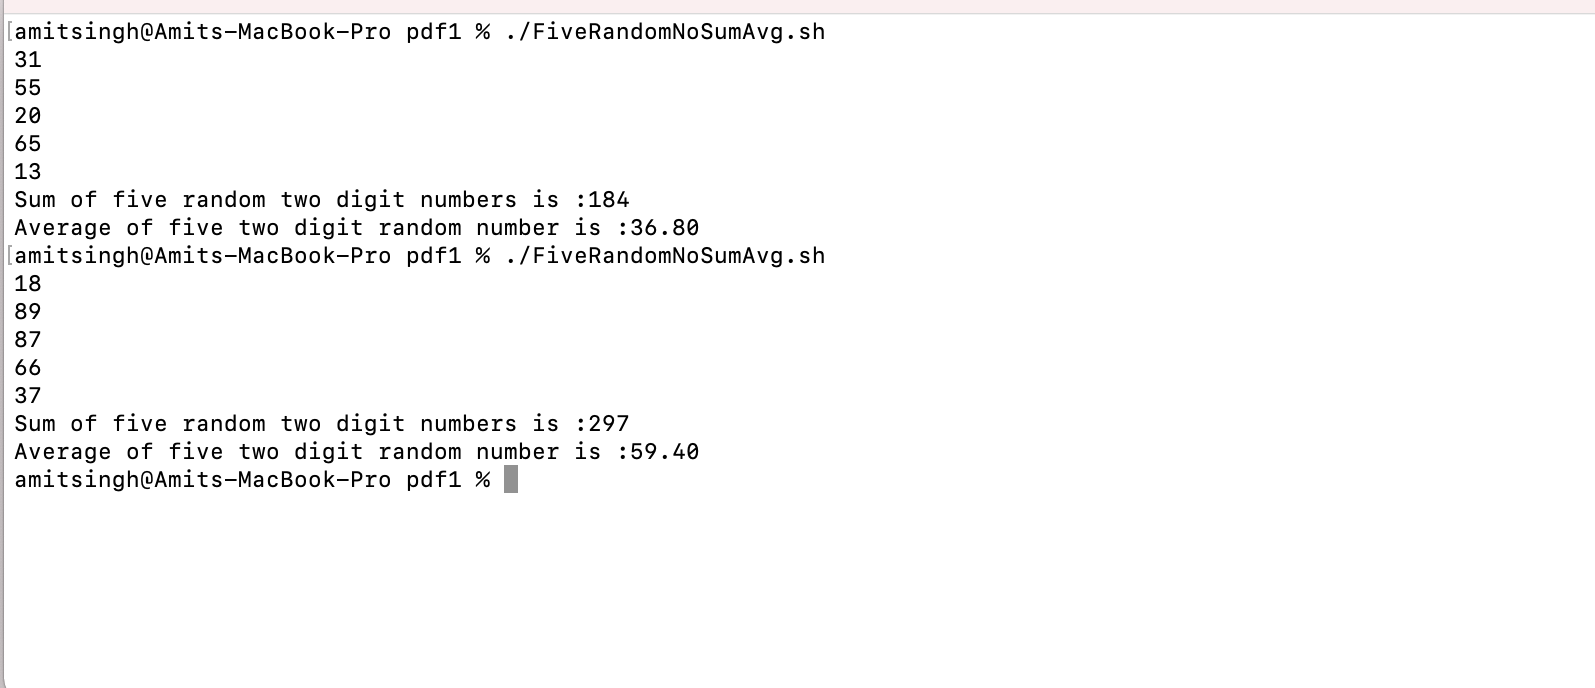 [amitsingh@Amits-MacBook-Pro pdf1 % ./FiveRandomNoSumAvg.sh
31
55
20
65
13
Sum of five random two digit numbers is :184
Average of five two digit random number is :36.80
[amitsingh@Amits-MacBook-Pro pdf1 % ./FiveRandomNoSumAvg.sh
18
89
87
66
37
Sum of five random two digit numbers is :297
Average of five two digit random number is :59.40
amitsingh@Amits-MacBook-Pro pdf1 %